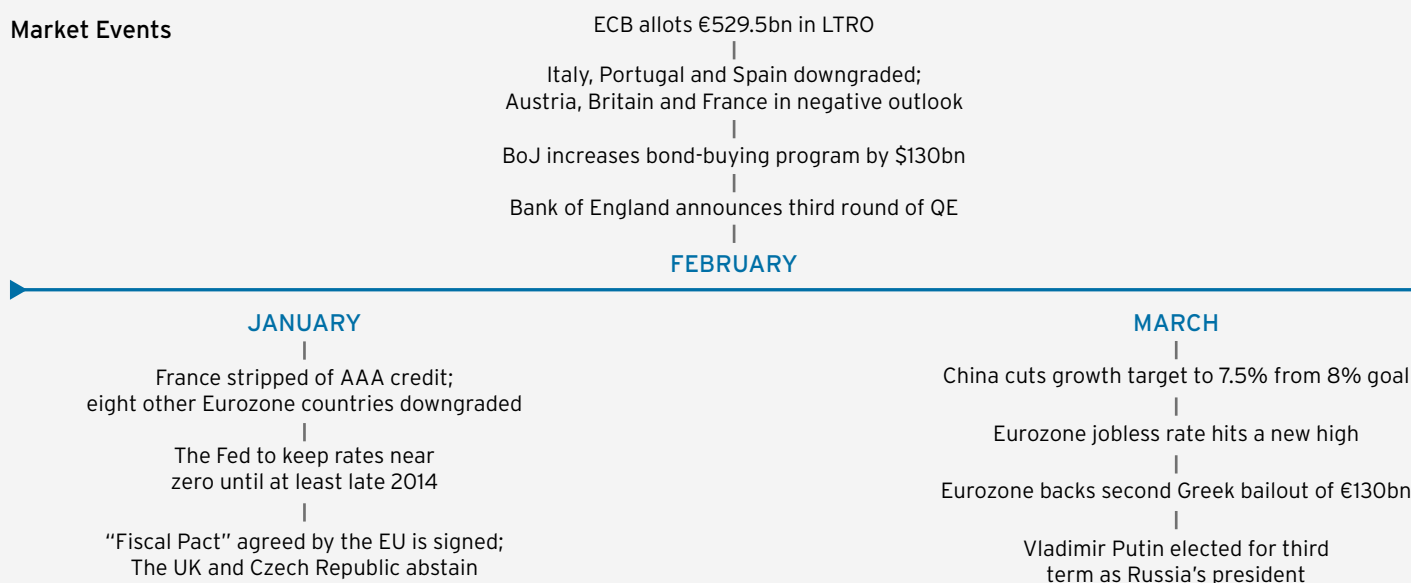 Market Events
ECB allots €529.5bn in LTRO
Italy, Portugal and Spain downgraded;
Austria, Britain and France in negative outlook
BoJ increases bond-buying program by $130bn
Bank of England announces third round of QE
FEBRUARY
JANUARY
France stripped of AAA credit;
eight other Eurozone countries downgraded
The Fed to keep rates near
zero until at least late 2014
“Fiscal Pact” agreed by the EU is signed;
The UK and Czech Republic abstain
MARCH
China cuts growth target to 7.5% from 8% goal
Eurozone jobless rate hits a new high
Eurozone backs second Greek bailout of €130bn
Vladimir Putin elected for third
term as Russia’s president